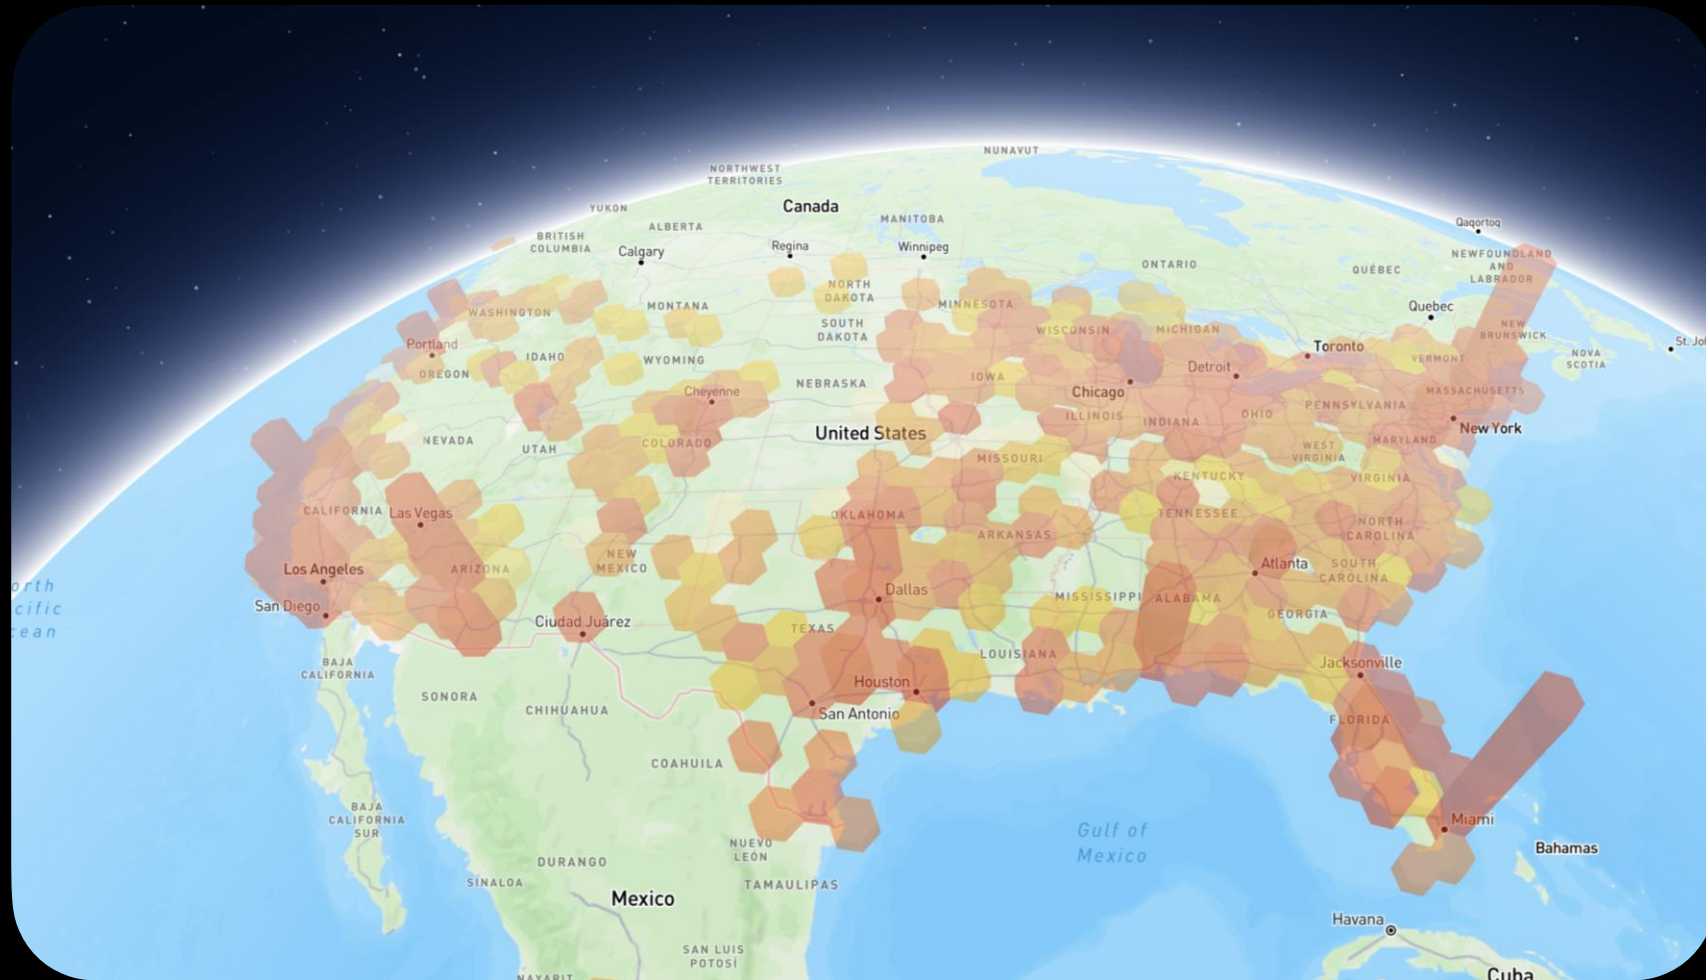 NUNAVUT
NORTHWEST
TERRITORIES
Canada
YUKON
ALBERTA
MANITOBA
Qaqortoq
BRITISH
COLUMBIA
Calgary
Regina
Winnipeg
ONTARIO
QUÉBEC
NEWFOUNDLAND
AND
LABRADOR
WASHINGTON
MONTANA
NORTH
DAKOTA
MINNESOTA
Quebec
Portland
SOUTH
DAKOTA
WISCONSIN
MICHIGAN
NEW
BRUNSWICK
Toronto
St. Jo
NOVA
SCOTIA
OREGON
IDAHO
WYOMING
NEBRASKA
IOWA
Chicago
Detroit
VERMONT
Cheyenne
MASSACHUSETTS
NEVADA
UTAH
COLORADO
United States
ILLINOIS
INDIANA
OHIO
PENNSYLVANIA
New York
MARYLAND
MISSOURI
WEST
VIRGINIA
KENTUCKY
VIRGINIA
CALIFORNIA
Las Vegas
OKLAHOMA
ARKANSAS
TENNESSEE
NORTH
CAROLINA
Los Angeles
ARIZONA
NEW
MEXICO
Atlanta
SOUTH
CAROLINA
orth
cific
cean
San Diego
Ciudad Juárez
Dallas
TEXAS
MISSISSIPPI
ALABAMA
GEORGIA
BAJA
CALIFORNIA
SONORA
CHIHUAHUA
LOUISIANA
Houston
San Antonio
Jacksonville
FLORIDA
COAHUILA
BAJA
CALIFORNIA
SUR
Gulf of
Mexico
Miami
Bahamas
NUEVO
LEÓN
DURANGO
SINALOA
TAMAULIPAS
Mexico
Havana
SAN LUIS
POTOSÍ
NAYARIT
Cuba